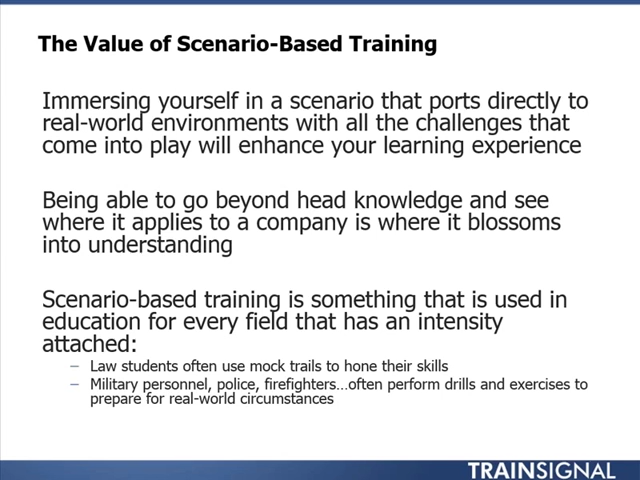 The Value of Scenario-Based Training
Immersing yourself in a scenario that ports directly to
real-world environments with all the challenges that
come into play will enhance your learning experience
Being able to go beyond head knowledge and see
where it applies to a company is where it blossoms
into understanding
Scenario-based training is something that is used in
education for every field that has an intensity
attached:
– Law students often use mock trails to hone their skills
– Military personnel, police, firefighters…often perform drills and exercises to
prepare for real-world circumstances
TRAINSIGNAL